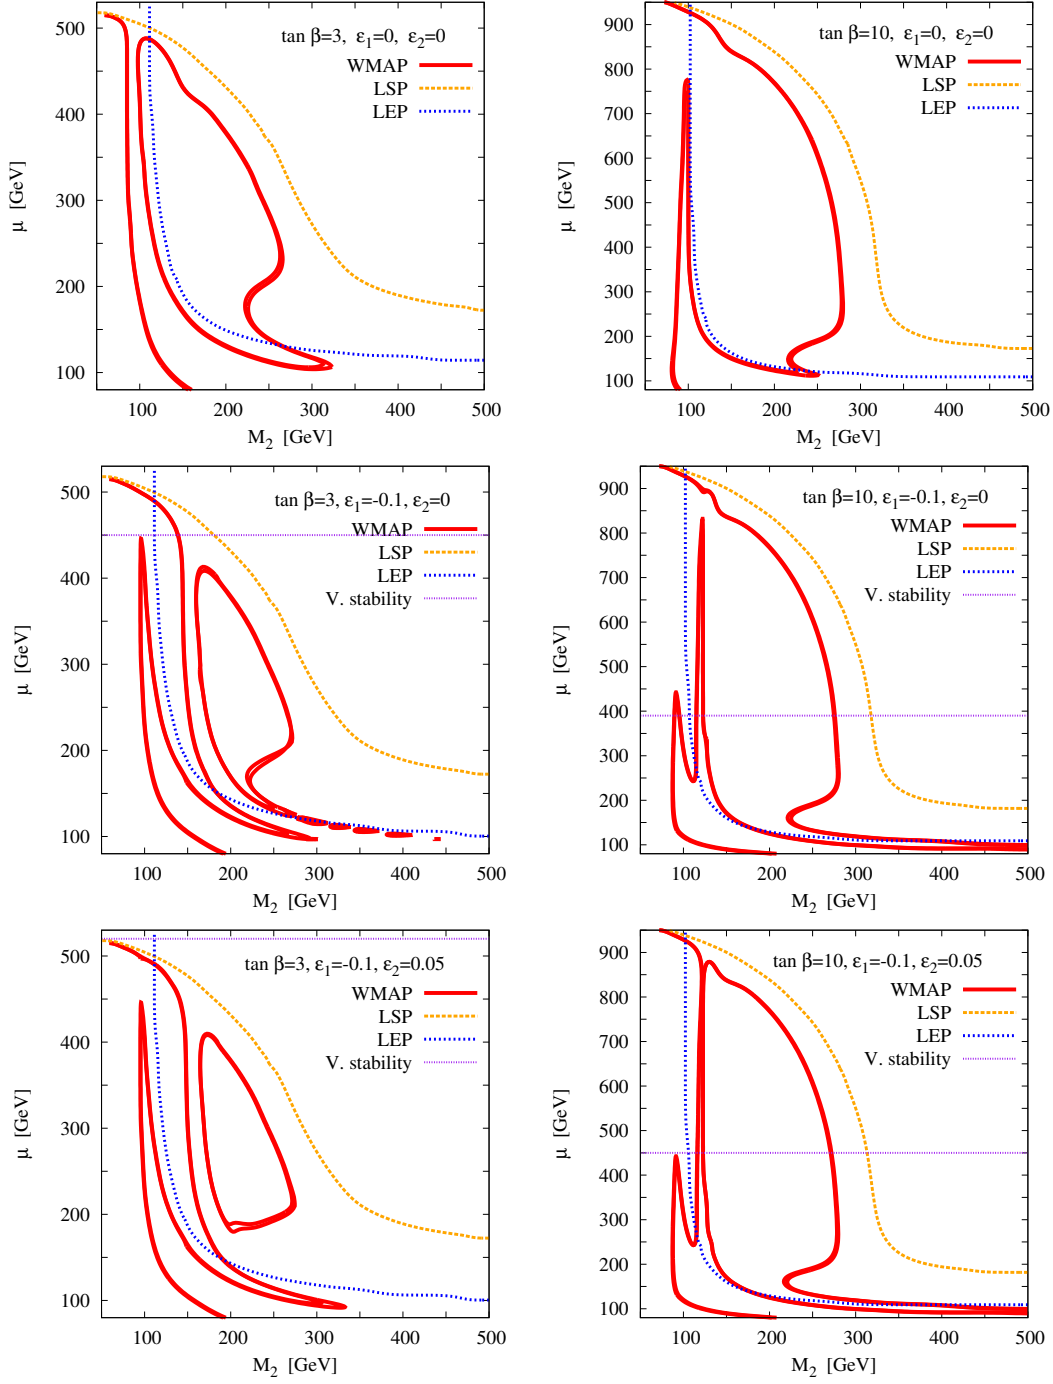 tan β=3, ε₁=0, ε₂=0
WMAP
LSP
LEP
μ [GeV]
500
400
300
200
100
100 200 300 400 500
M₂ [GeV]
tan β=10, ε₁=0, ε₂=0
WMAP
LSP
LEP
μ [GeV]
900
800
700
600
500
400
300
200
100
100 200 300 400 500
M₂ [GeV]
tan β=3, ε₁=-0.1, ε₂=0
WMAP
LSP
LEP
V. stability
μ [GeV]
500
400
300
200
100
100 200 300 400 500
M₂ [GeV]
tan β=10, ε₁=-0.1, ε₂=0
WMAP
LSP
LEP
V. stability
μ [GeV]
900
800
700
600
500
400
300
200
100
100 200 300 400 500
M₂ [GeV]
tan β=3, ε₁=-0.1, ε₂=0.05
WMAP
LSP
LEP
V. stability
μ [GeV]
500
400
300
200
100
100 200 300 400 500
M₂ [GeV]
tan β=10, ε₁=-0.1, ε₂=0.05
WMAP
LSP
LEP
V. stability
μ [GeV]
900
800
700
600
500
400
300
200
100
100 200 300 400 500
M₂ [GeV]